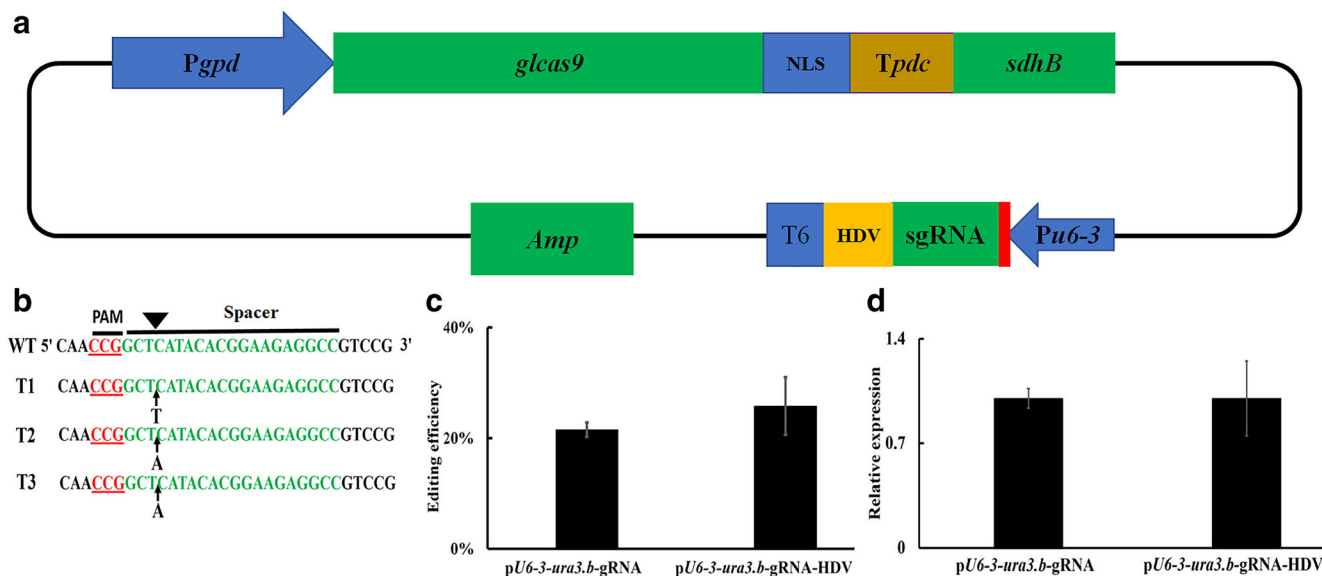 a
Pgpd glcas9 NLS Tpdc sdhB
Amp T6 HDV sgRNA Pu6-3
b
PAM Spacer
WT 5' CAACCGGCTCATACACGGAAGAGGCCGTCCG 3'
T1 CAACCGGCTCATACACGGAAGAGGCCGTCCG
T
T2 CAACCGGCTCATACACGGAAGAGGCCGTCCG
A
T3 CAACCGGCTCATACACGGAAGAGGCCGTCCG
A
c
Editing efficiency
40%
20%
0%
pU6-3-ura3.b-gRNA pU6-3-ura3.b-gRNA-HDV
d
Relative expression
1.4
0.7
0
pU6-3-ura3.b-gRNA pU6-3-ura3.b-gRNA-HDV